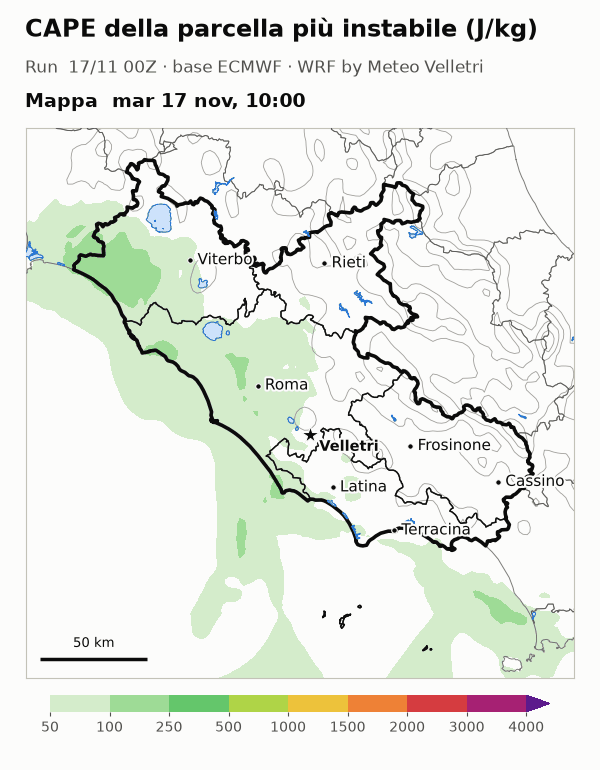 CAPE della parcella più instabile (J/kg)
Run  17/11 00Z · base ECMWF · WRF by Meteo Velletri
Mappa  mar 17 nov, 10:00
Viterbo
Rieti
Roma
Velletri
Frosinone
Latina
Cassino
Terracina
50 km
50 100 250 500 1000 1500 2000 3000 4000